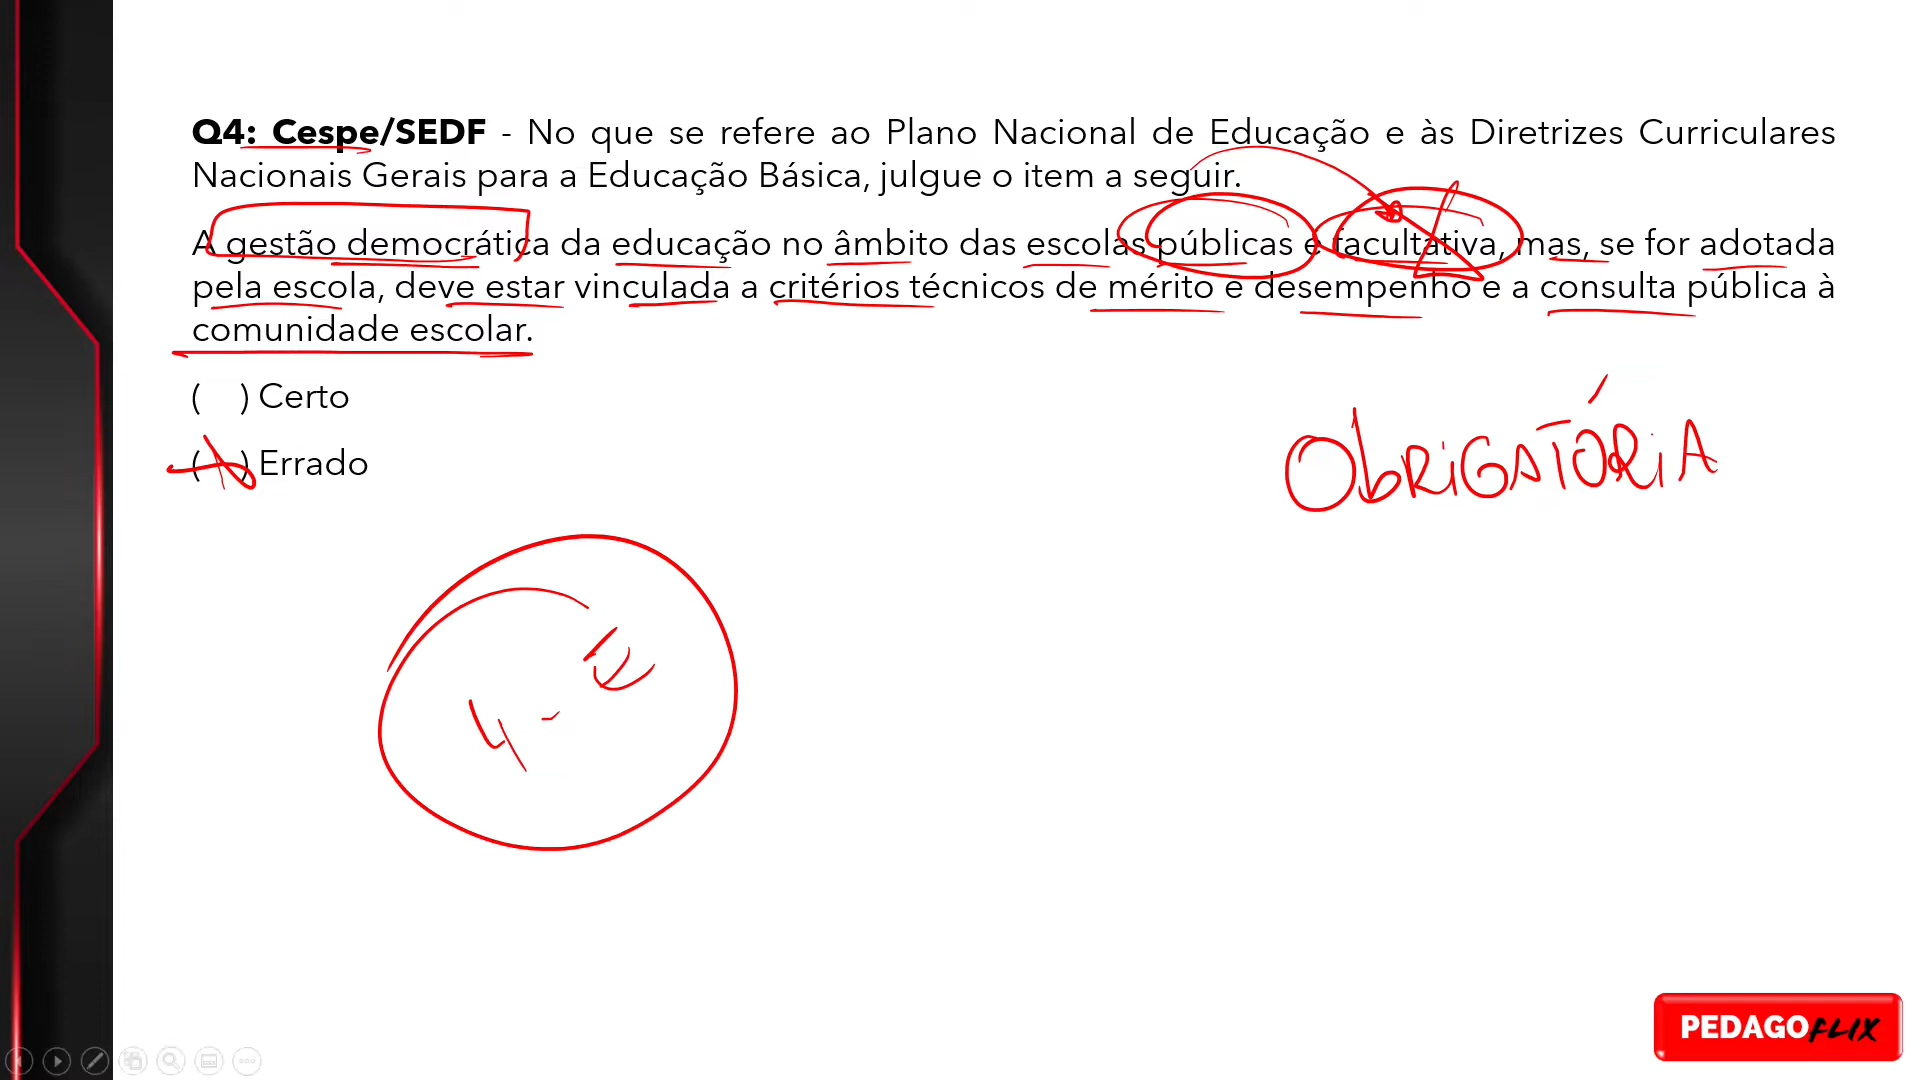 Q4: Cespe/SEDF - No que se refere ao Plano Nacional de Educação e às Diretrizes Curriculares
Nacionais Gerais para a Educação Básica, julgue o item a seguir.
A gestão democrática da educação no âmbito das escolas públicas é facultativa, mas, se for adotada
pela escola, deve estar vinculada a critérios técnicos de mérito e desempenho e a consulta pública à
comunidade escolar.
( ) Certo
( X ) Errado
OBRIGATÓRIA
4 - E
PEDAGOFLIX